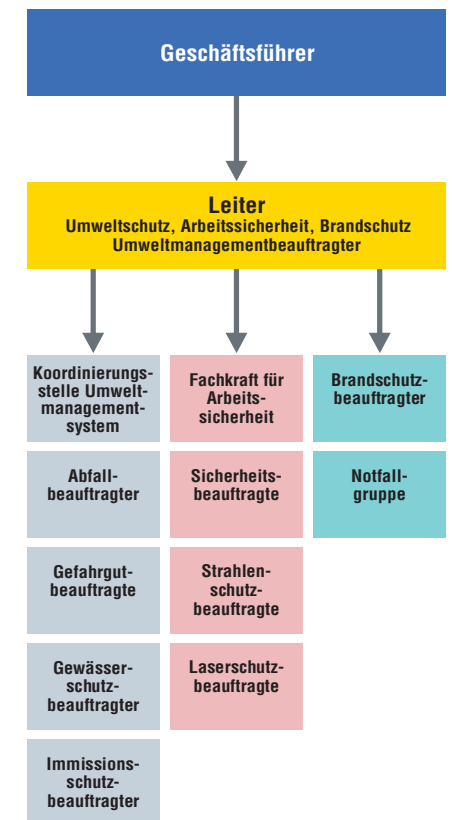 Geschäftsführer
Leiter
Umweltschutz, Arbeitssicherheit, Brandschutz
Umweltmanagementbeauftragter
Koordinierungs-
stelle Umwelt-
management-
system
Abfall-
beauftragter
Gefahrgut-
beauftragte
Gewässer-
schutz-
beauftragter
Immissions-
schutz-
beauftragter
Fachkraft für
Arbeits-
sicherheit
Sicherheits-
beauftragte
Strahlen-
schutz-
beauftragte
Laserschutz-
beauftragte
Brandschutz-
beauftragter
Notfall-
gruppe